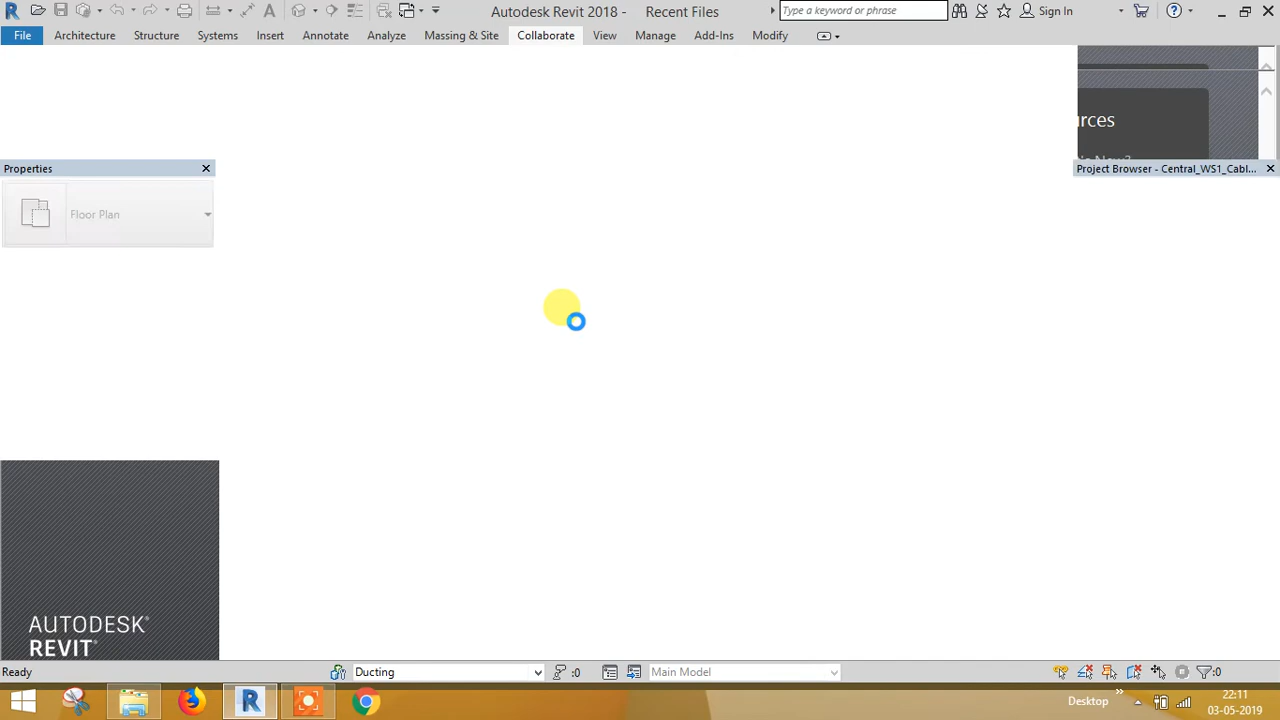 Autodesk Revit 2018 - Recent Files
Type a keyword or phrase
Sign In
File Architecture Structure Systems Insert Annotate Analyze Massing & Site Collaborate View Manage Add-Ins Modify
urces
Properties
Project Browser - Central_WS1_Cabl...
Floor Plan
AUTODESK®
REVIT®
Ready
Ducting
:0
Main Model
:0
Desktop
22:11
03-05-2019